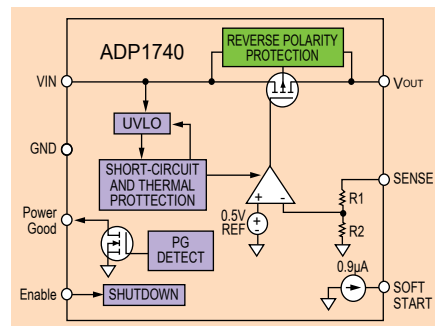 ADP1740
REVERSE POLARITY
PROTECTION
VIN
VOUT
UVLO
GND
SHORT-CIRCUIT
AND THERMAL
PROTTECTION
SENSE
R1
+ -
Power
Good
0.5V
REF
+
-
R2
PG
DETECT
0.9µA
Enable
SHUTDOWN
SOFT
START